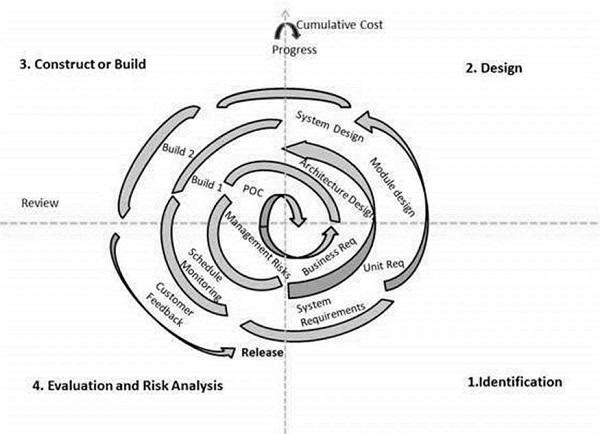 Cumulative Cost
Progress
3. Construct or Build
2. Design
System Design
Build 2
Module design
Architecture Design
Build 1
POC
Review
Management Risks
Business Req
Schedule
Monitoring
Unit Req
Customer
Feedback
System
Requirements
Release
4. Evaluation and Risk Analysis
1.Identification